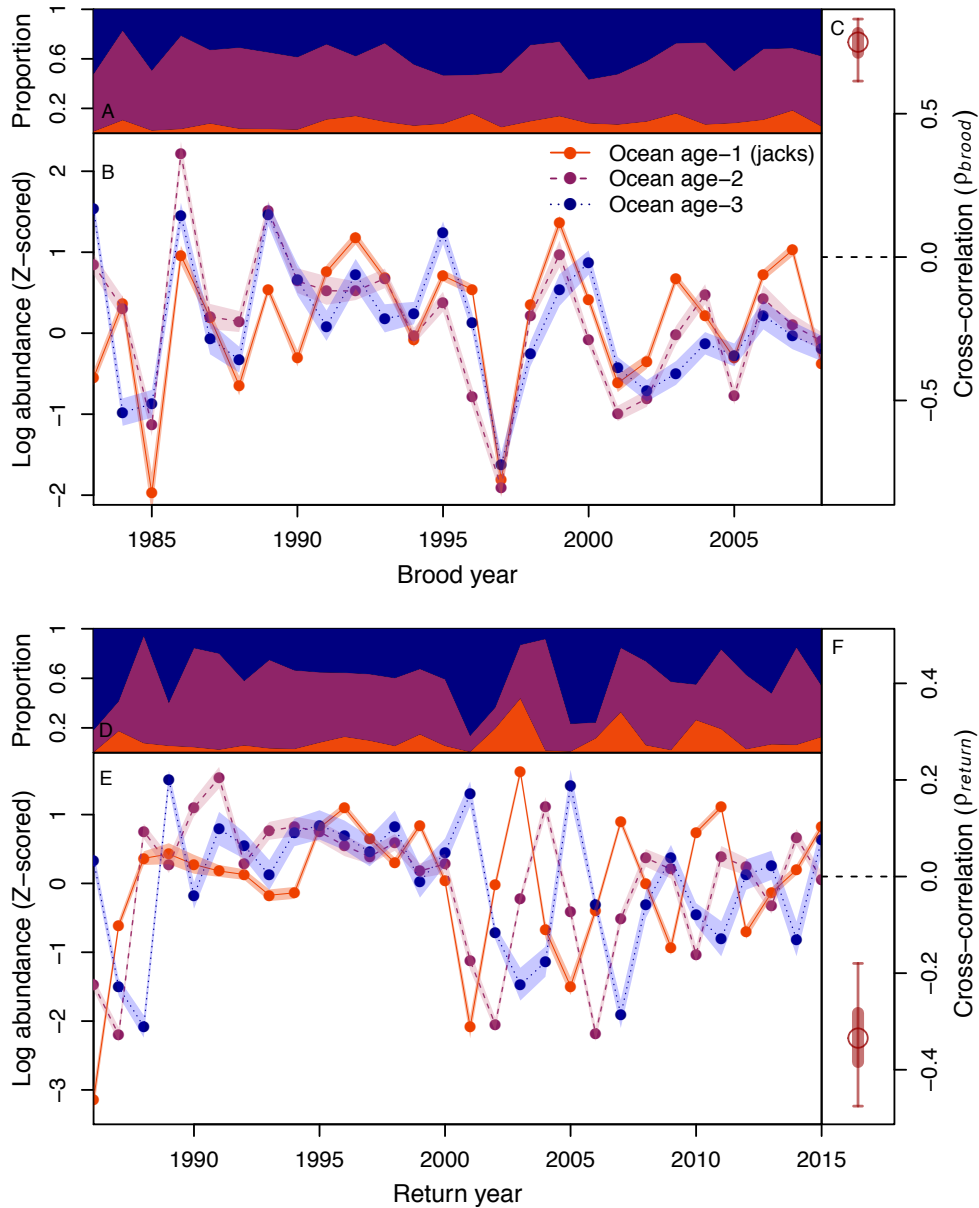 Proportion
0.2 0.6 1
A
C
B
Ocean age−1 (jacks)
Ocean age−2
Ocean age−3
Log abundance (Z−scored)
−2 −1 0 1 2
1985 1990 1995 2000 2005
Brood year
−0.5 0.0 0.5
Cross−correlation (ρbrood)
Proportion
0.2 0.6 1
D
F
E
Log abundance (Z−scored)
−3 −2 −1 0 1
1990 1995 2000 2005 2010 2015
Return year
−0.4 −0.2 0.0 0.2 0.4
Cross−correlation (ρreturn)